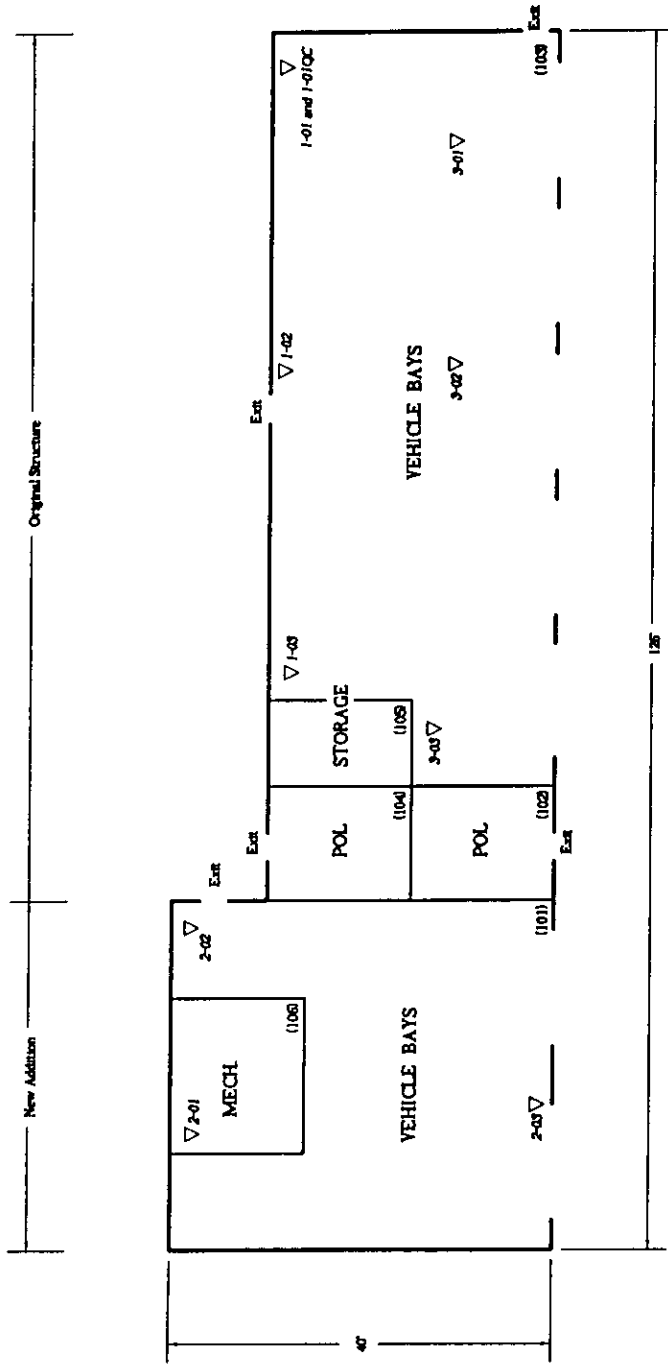 New Addition
Original Structure
Exit
Exit
Exit
Exit
Exit
2-01
2-02
MECH.
(106)
VEHICLE BAYS
2-03
(101)
POL
(104)
POL
(102)
STORAGE
(105)
1-03
1-02
1-01 and 1-01QC
3-03
3-02
3-01
VEHICLE BAYS
(103)
40'
126'